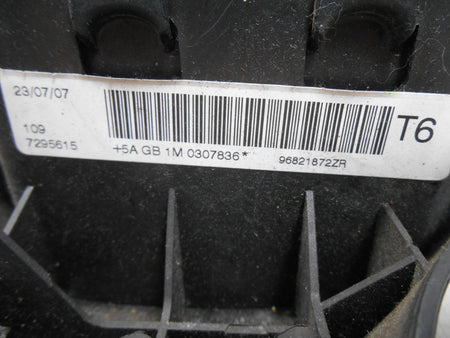 23/07/07
T6
109
7295615
+5A GB 1M 0307836*
96821872ZR